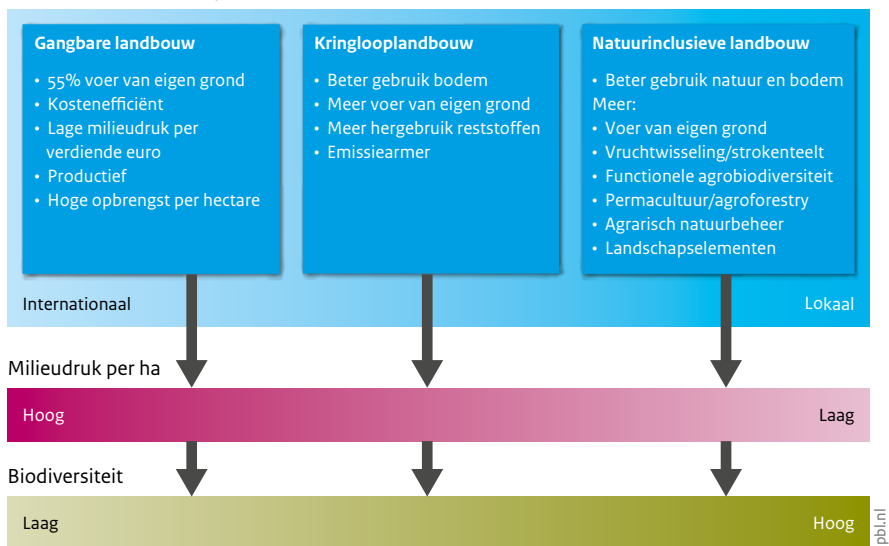 Gangbare landbouw
• 55% voer van eigen grond
• Kostenefficiënt
• Lage milieudruk per
verdiende euro
• Productief
• Hoge opbrengst per hectare
Kringlooplandbouw
• Beter gebruik bodem
• Meer voer van eigen grond
• Meer hergebruik reststoffen
• Emissiearmer
Natuurinclusieve landbouw
• Beter gebruik natuur en bodem
Meer:
• Voer van eigen grond
• Vruchtwisseling/strokenteelt
• Functionele agrobiodiversiteit
• Permacultuur/agroforestry
• Agrarisch natuurbeheer
• Landschapselementen
Internationaal
Lokaal
Milieudruk per ha
Hoog
Laag
Biodiversiteit
Laag
Hoog
pbl.nl